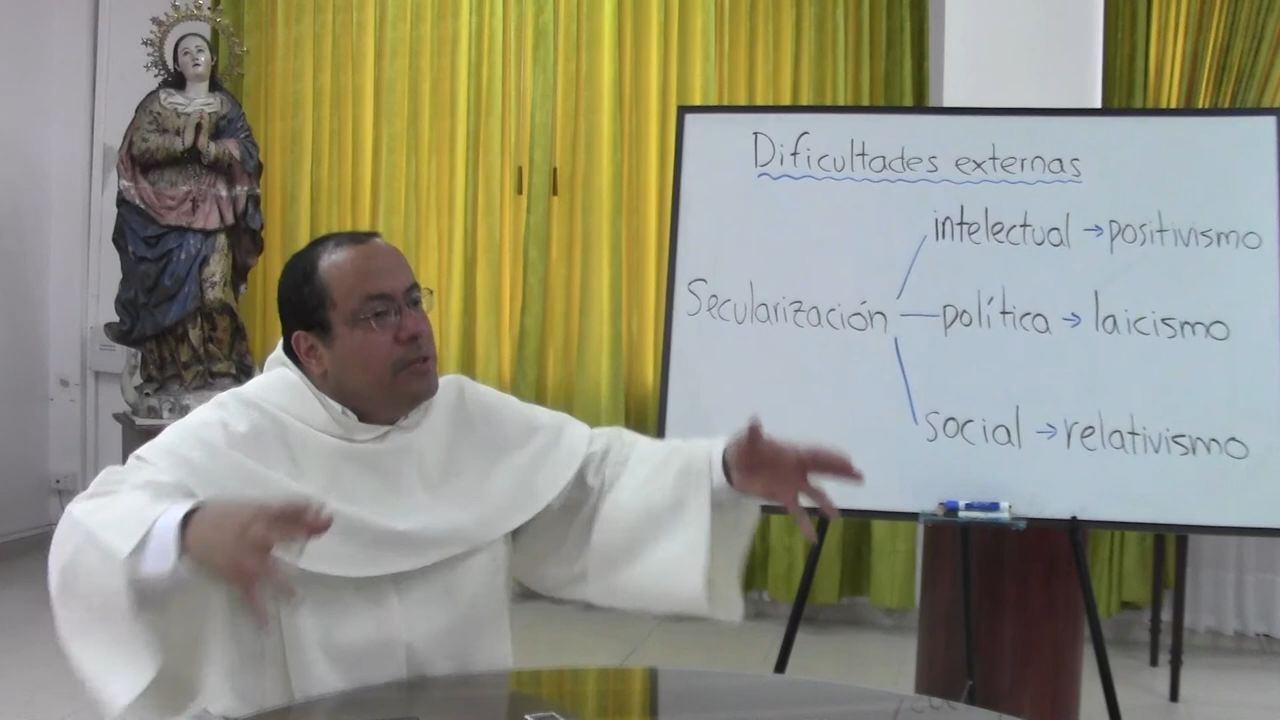 Dificultades externas
intelectual → positivismo
Secularización — política → laicismo
social → relativismo